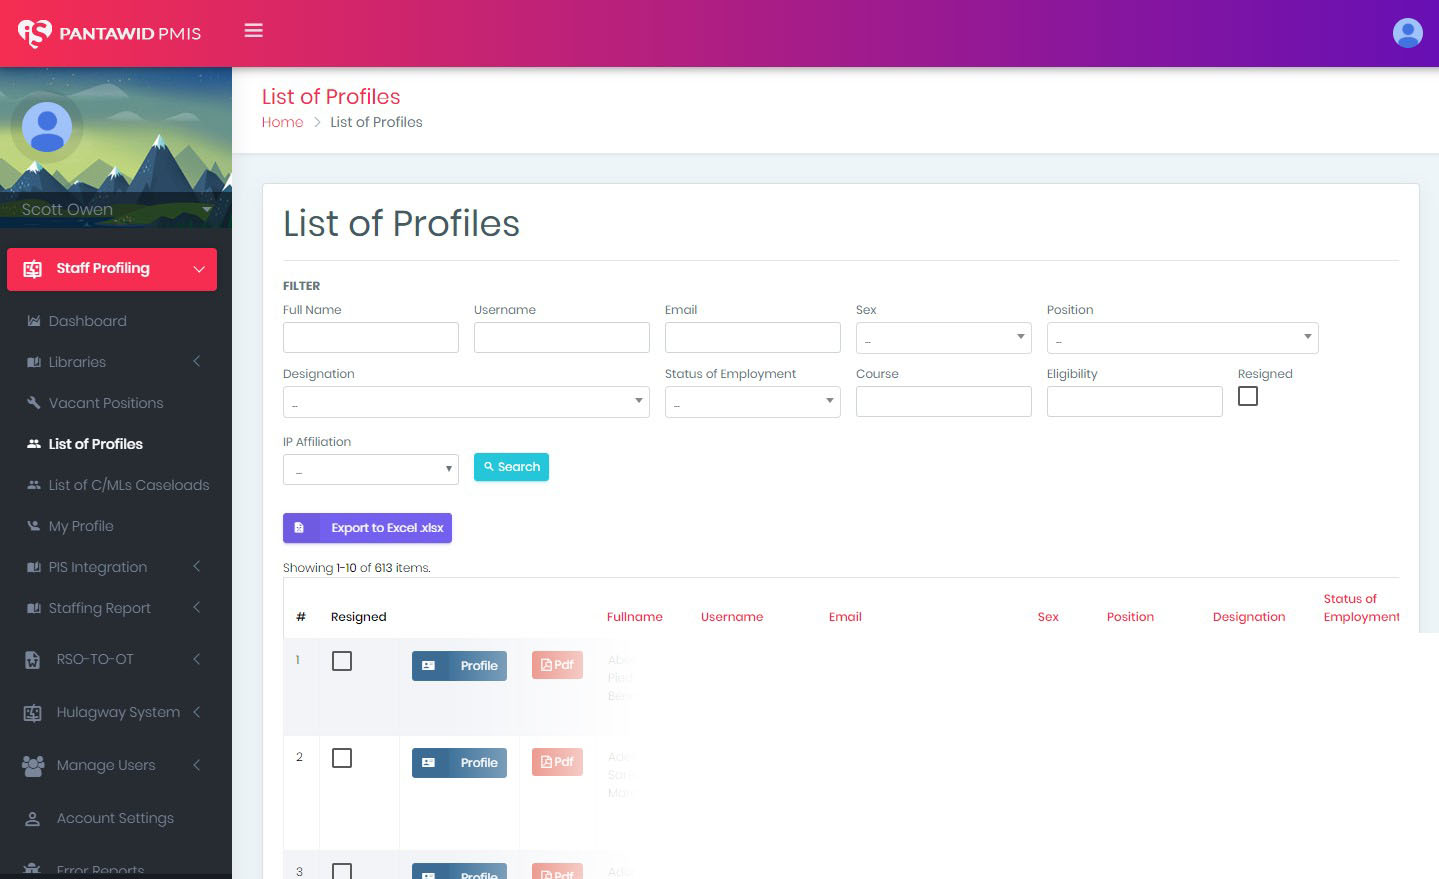 PANTAWID PMIS
List of Profiles
Home > List of Profiles
Scott Owen
Staff Profiling
Dashboard
Libraries
Vacant Positions
List of Profiles
List of C/MLs Caseloads
My Profile
PIS Integration
Staffing Report
RSO-TO-OT
Hulagway System
Manage Users
Account Settings
Error Reports
List of Profiles
FILTER
Full Name Username Email Sex Position
... ...
Designation Status of Employment Course Eligibility Resigned
... ...
IP Affiliation
... Search
Export to Excel .xlsx
Showing 1-10 of 613 items.
# Resigned Fullname Username Email Sex Position Designation Status of Employment
1 Profile Pdf
2 Profile Pdf
3 Profile Pdf